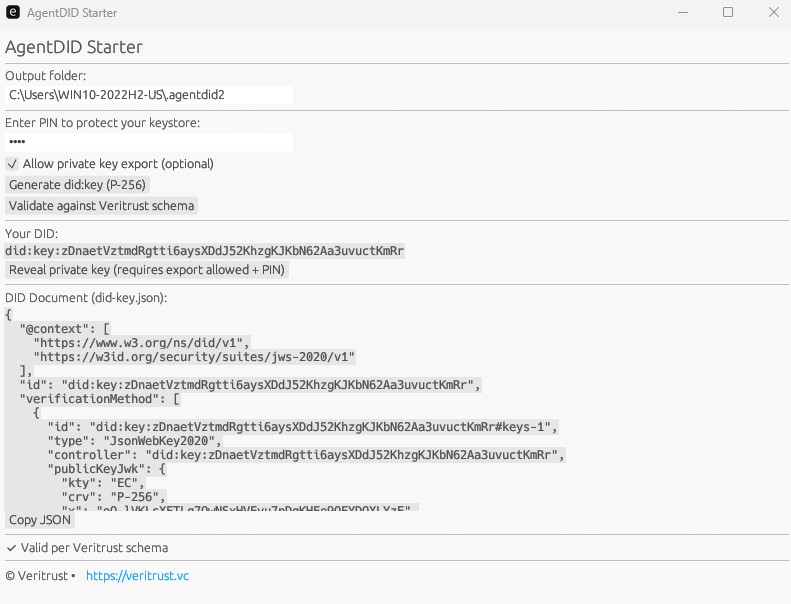 AgentDID Starter
AgentDID Starter
Output folder:
C:\Users\WIN10-2022H2-US\.agentdid2
Enter PIN to protect your keystore:
••••
✓ Allow private key export (optional)
Generate did:key (P-256)
Validate against Veritrust schema
Your DID:
did:key:zDnaetVztmdRgtti6aysXDdJ52KhzgKJKbN62Aa3uvuctKmRr
Reveal private key (requires export allowed + PIN)
DID Document (did-key.json):
{
"@context": [
"https://www.w3.org/ns/did/v1",
"https://w3id.org/security/suites/jws-2020/v1"
],
"id": "did:key:zDnaetVztmdRgtti6aysXDdJ52KhzgKJKbN62Aa3uvuctKmRr",
"verificationMethod": [
{
"id": "did:key:zDnaetVztmdRgtti6aysXDdJ52KhzgKJKbN62Aa3uvuctKmRr#keys-1",
"type": "JsonWebKey2020",
"controller": "did:key:zDnaetVztmdRgtti6aysXDdJ52KhzgKJKbN62Aa3uvuctKmRr",
"publicKeyJwk": {
"kty": "EC",
"crv": "P-256",
"x":
Copy JSON
✓ Valid per Veritrust schema
© Veritrust • https://veritrust.vc